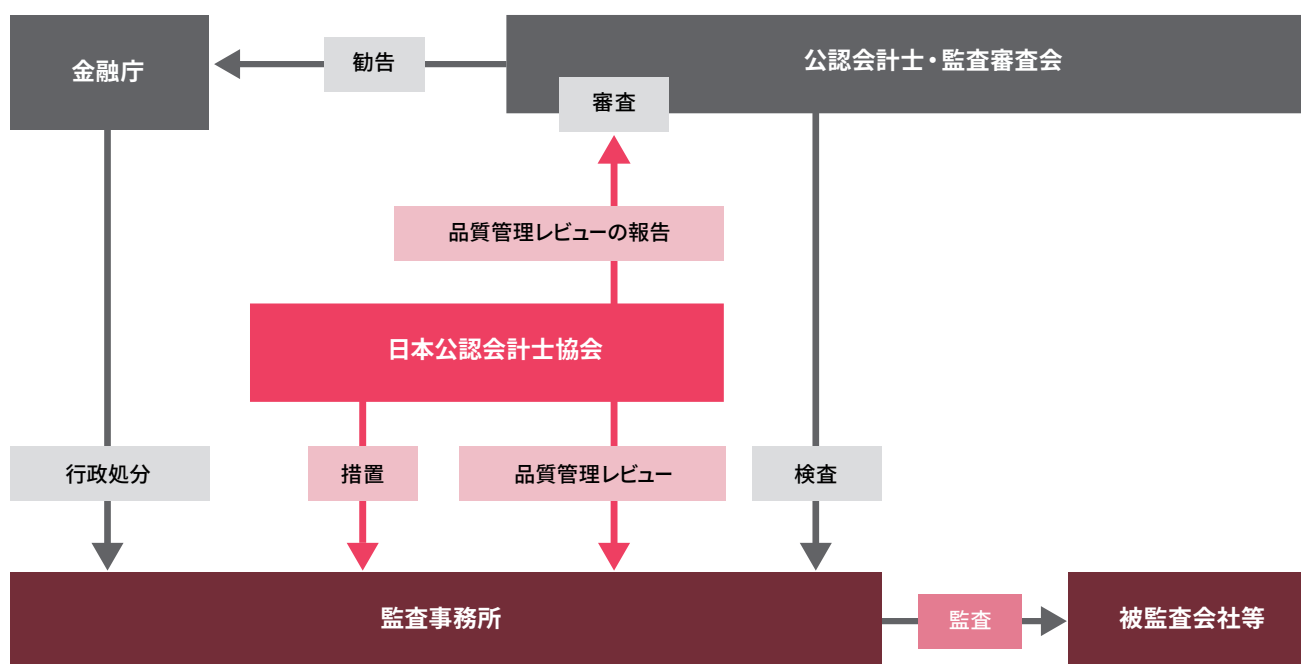 金融庁
勧告
公認会計士・監査審査会
審査
品質管理レビューの報告
日本公認会計士協会
行政処分
措置
品質管理レビュー
検査
監査事務所
監査
被監査会社等